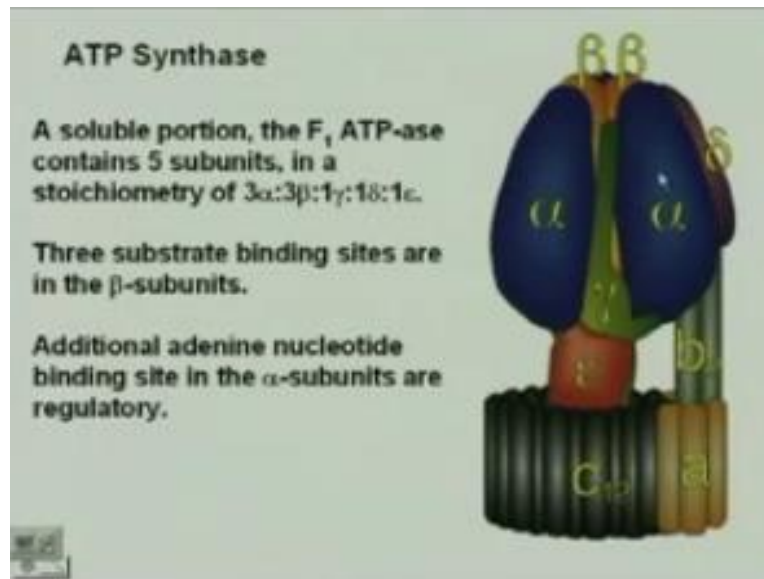 ATP Synthase
A soluble portion, the F₁ ATP-ase
contains 5 subunits, in a
stoichiometry of 3α:3β:1γ:1δ:1ε.
Three substrate binding sites are
in the β-subunits.
Additional adenine nucleotide
binding site in the α-subunits are
regulatory.
β β
δ
α α
γ
b
ε
C₁₀ a